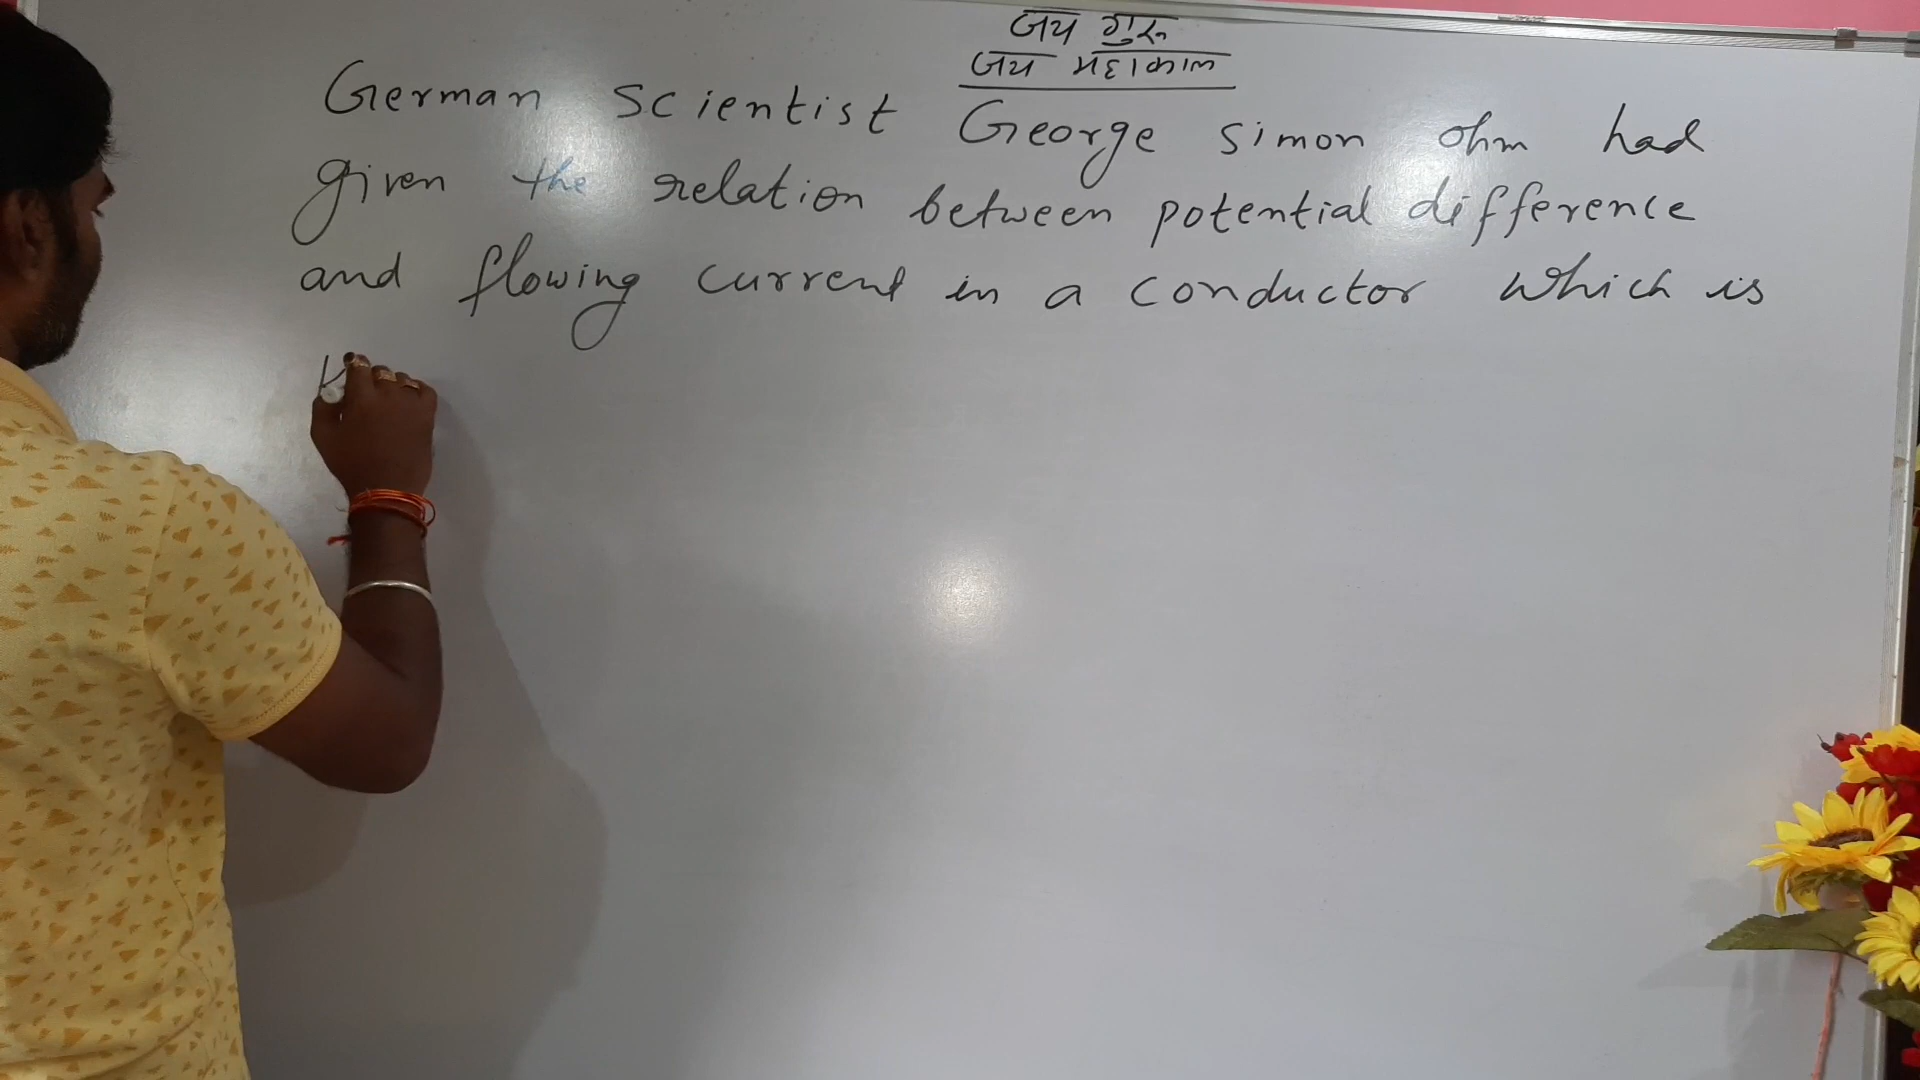 जय गुरू
जय महाकाल
German scientist George simon ohm had
given the relation between potential difference
and flowing current in a conductor which is